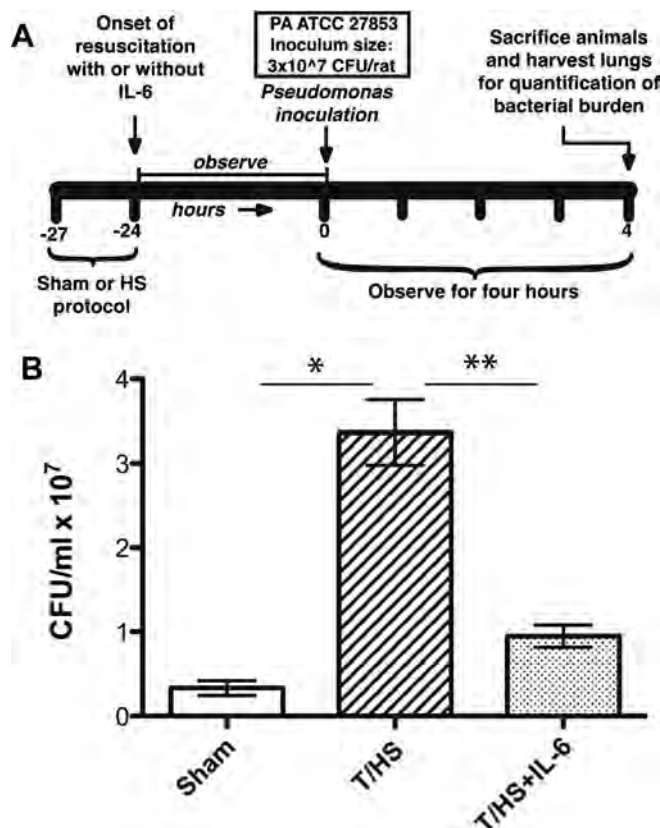 A
Onset of
resuscitation
with or without
IL-6
PA ATCC 27853
Inoculum size:
3x10^7 CFU/rat
Pseudomonas
inoculation
Sacrifice animals
and harvest lungs
for quantification of
bacterial burden
observe
hours
-27
-24
0
4
Sham or HS
protocol
Observe for four hours
B
*
**
CFU/ml x 10⁷
4
3
2
1
0
Sham
T/HS
T/HS+IL-6